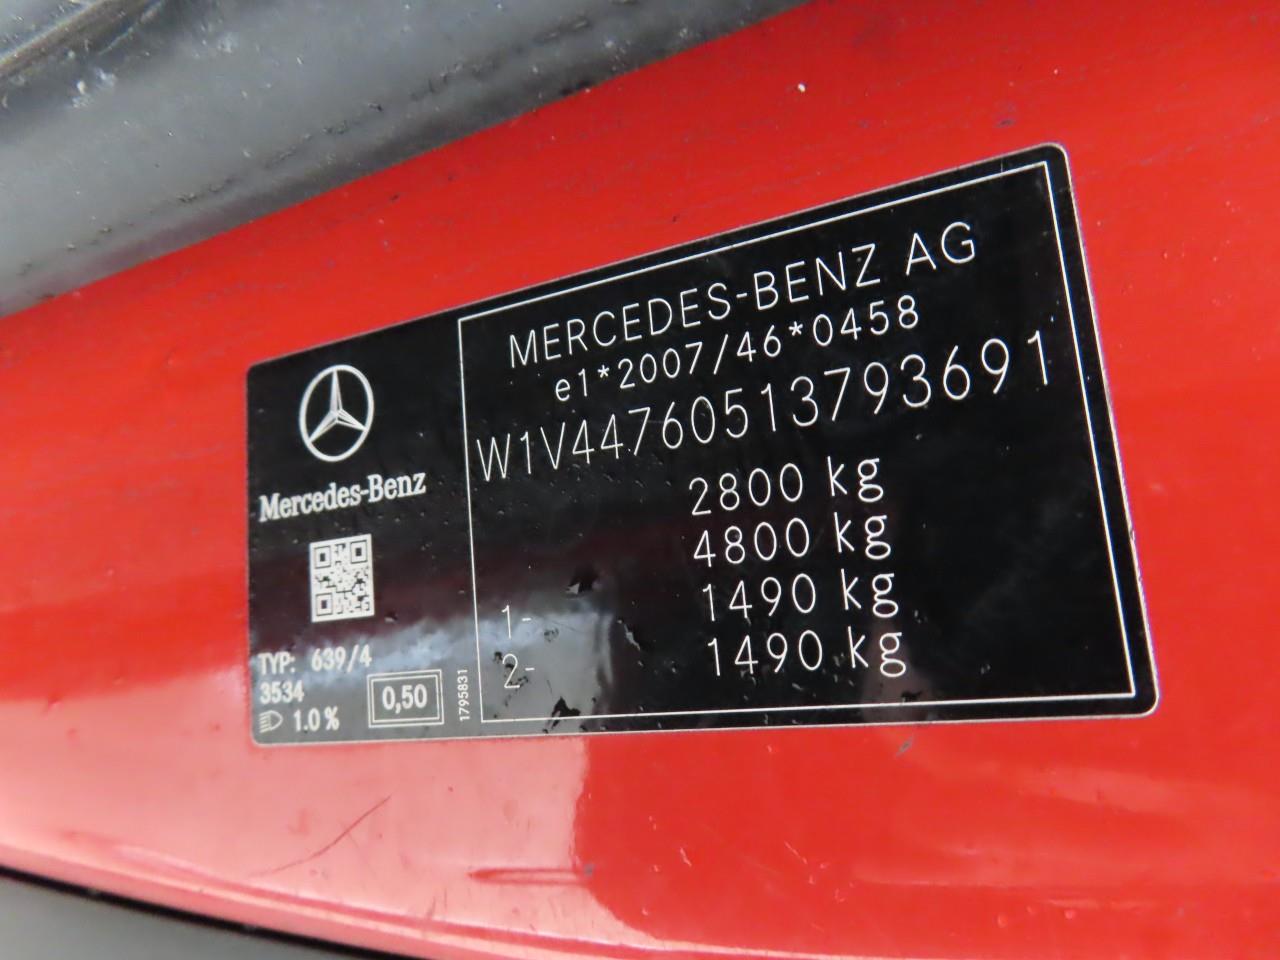 Mercedes-Benz
TYP: 639/4
3534
1.0 %
0,50
1795831
MERCEDES-BENZ AG
e1*2007/46*0458
W1V44760513793691
2800 kg
4800 kg
1- 1490 kg
2- 1490 kg